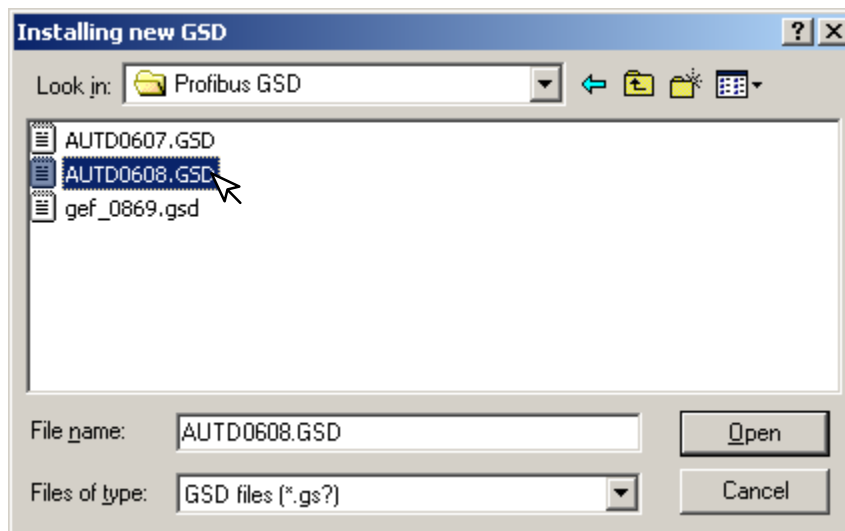 Installing new GSD
Look in: Profibus GSD
AUTD0607.GSD
AUTD0608.GSD
gef_0869.gsd
File name: AUTD0608.GSD Open
Files of type: GSD files (*.gs?) Cancel